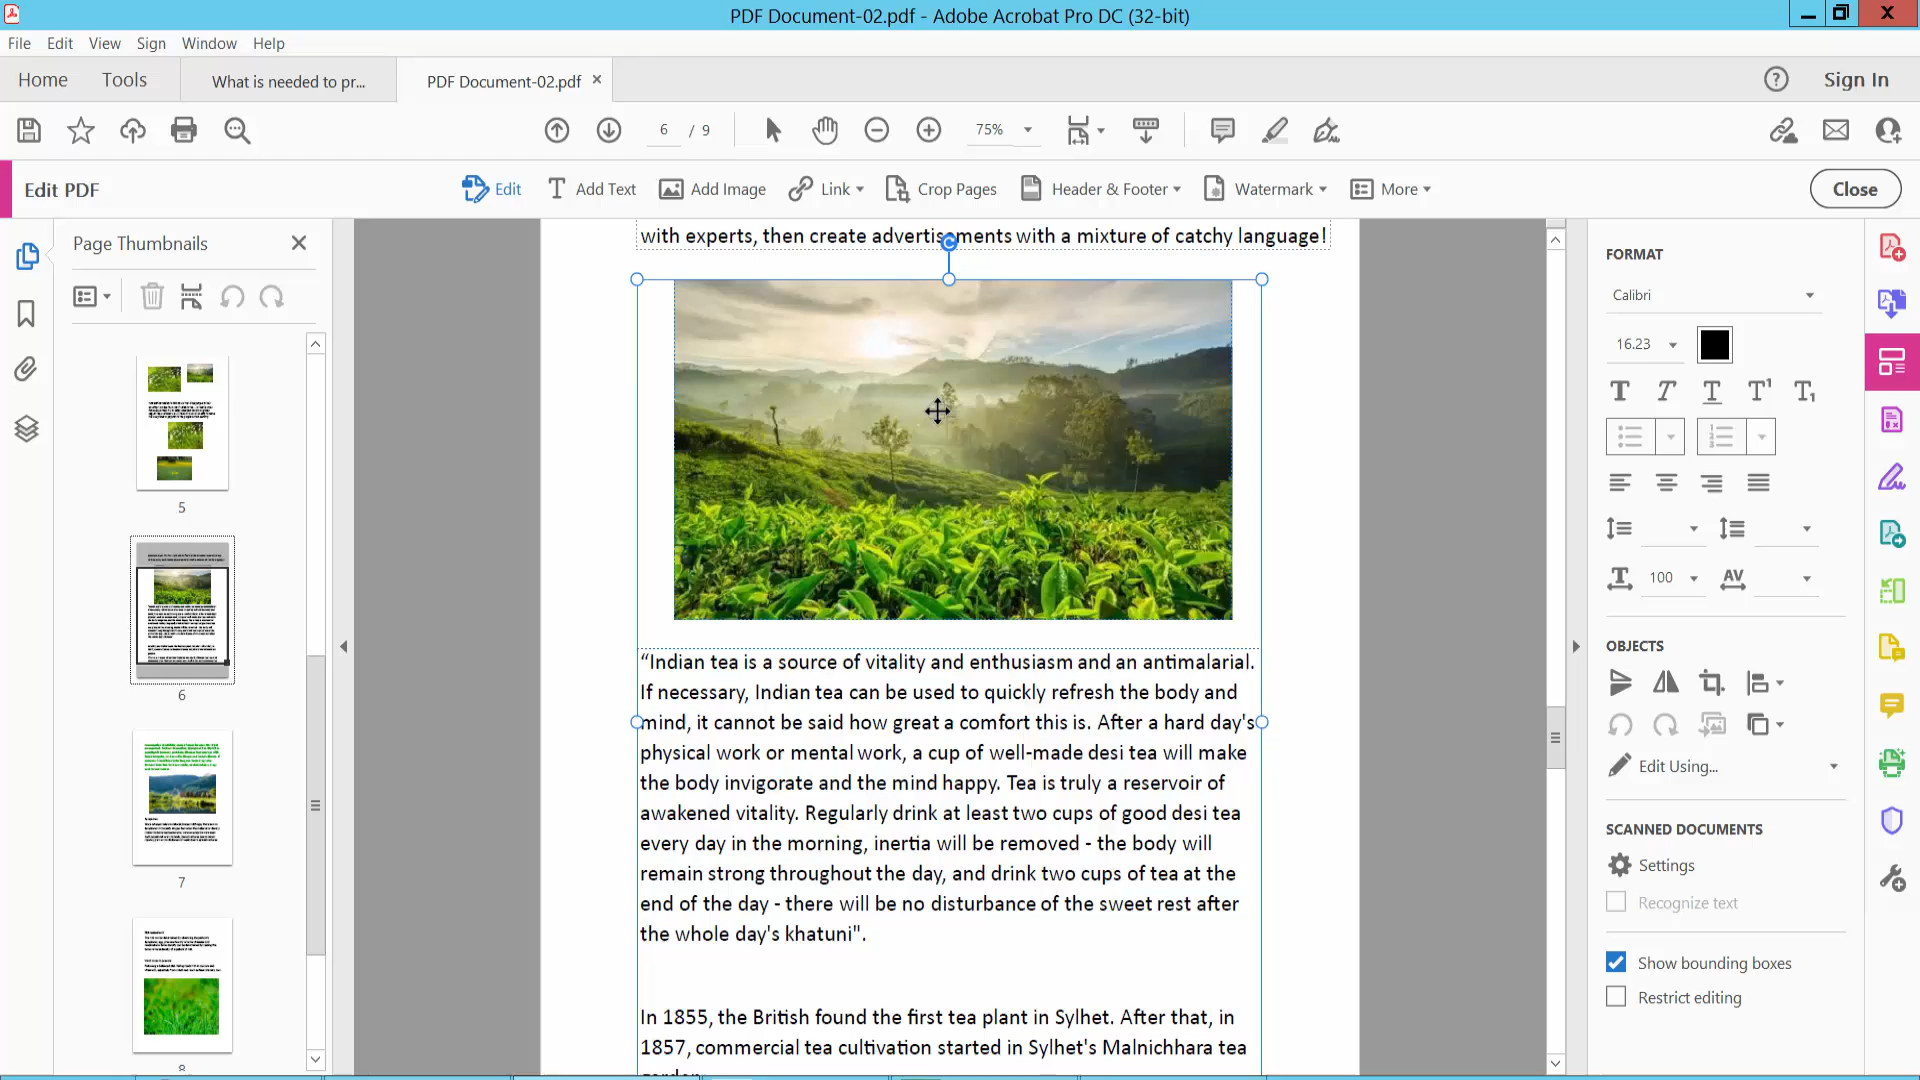 PDF Document-02.pdf - Adobe Acrobat Pro DC (32-bit)
File Edit View Sign Window Help
Home Tools What is needed to pr... PDF Document-02.pdf × Sign In
6 / 9 75%
Edit PDF Edit Add Text Add Image Link Crop Pages Header & Footer Watermark More Close
Page Thumbnails
5
6
7
8
with experts, then create advertisements with a mixture of catchy language!
“Indian tea is a source of vitality and enthusiasm and an antimalarial.
If necessary, Indian tea can be used to quickly refresh the body and
mind, it cannot be said how great a comfort this is. After a hard day's
physical work or mental work, a cup of well-made desi tea will make
the body invigorate and the mind happy. Tea is truly a reservoir of
awakened vitality. Regularly drink at least two cups of good desi tea
every day in the morning, inertia will be removed - the body will
remain strong throughout the day, and drink two cups of tea at the
end of the day - there will be no disturbance of the sweet rest after
the whole day's khatuni".
In 1855, the British found the first tea plant in Sylhet. After that, in
1857, commercial tea cultivation started in Sylhet's Malnichhara tea
FORMAT
Calibri
16.23
100
OBJECTS
Edit Using...
SCANNED DOCUMENTS
Settings
Recognize text
Show bounding boxes
Restrict editing